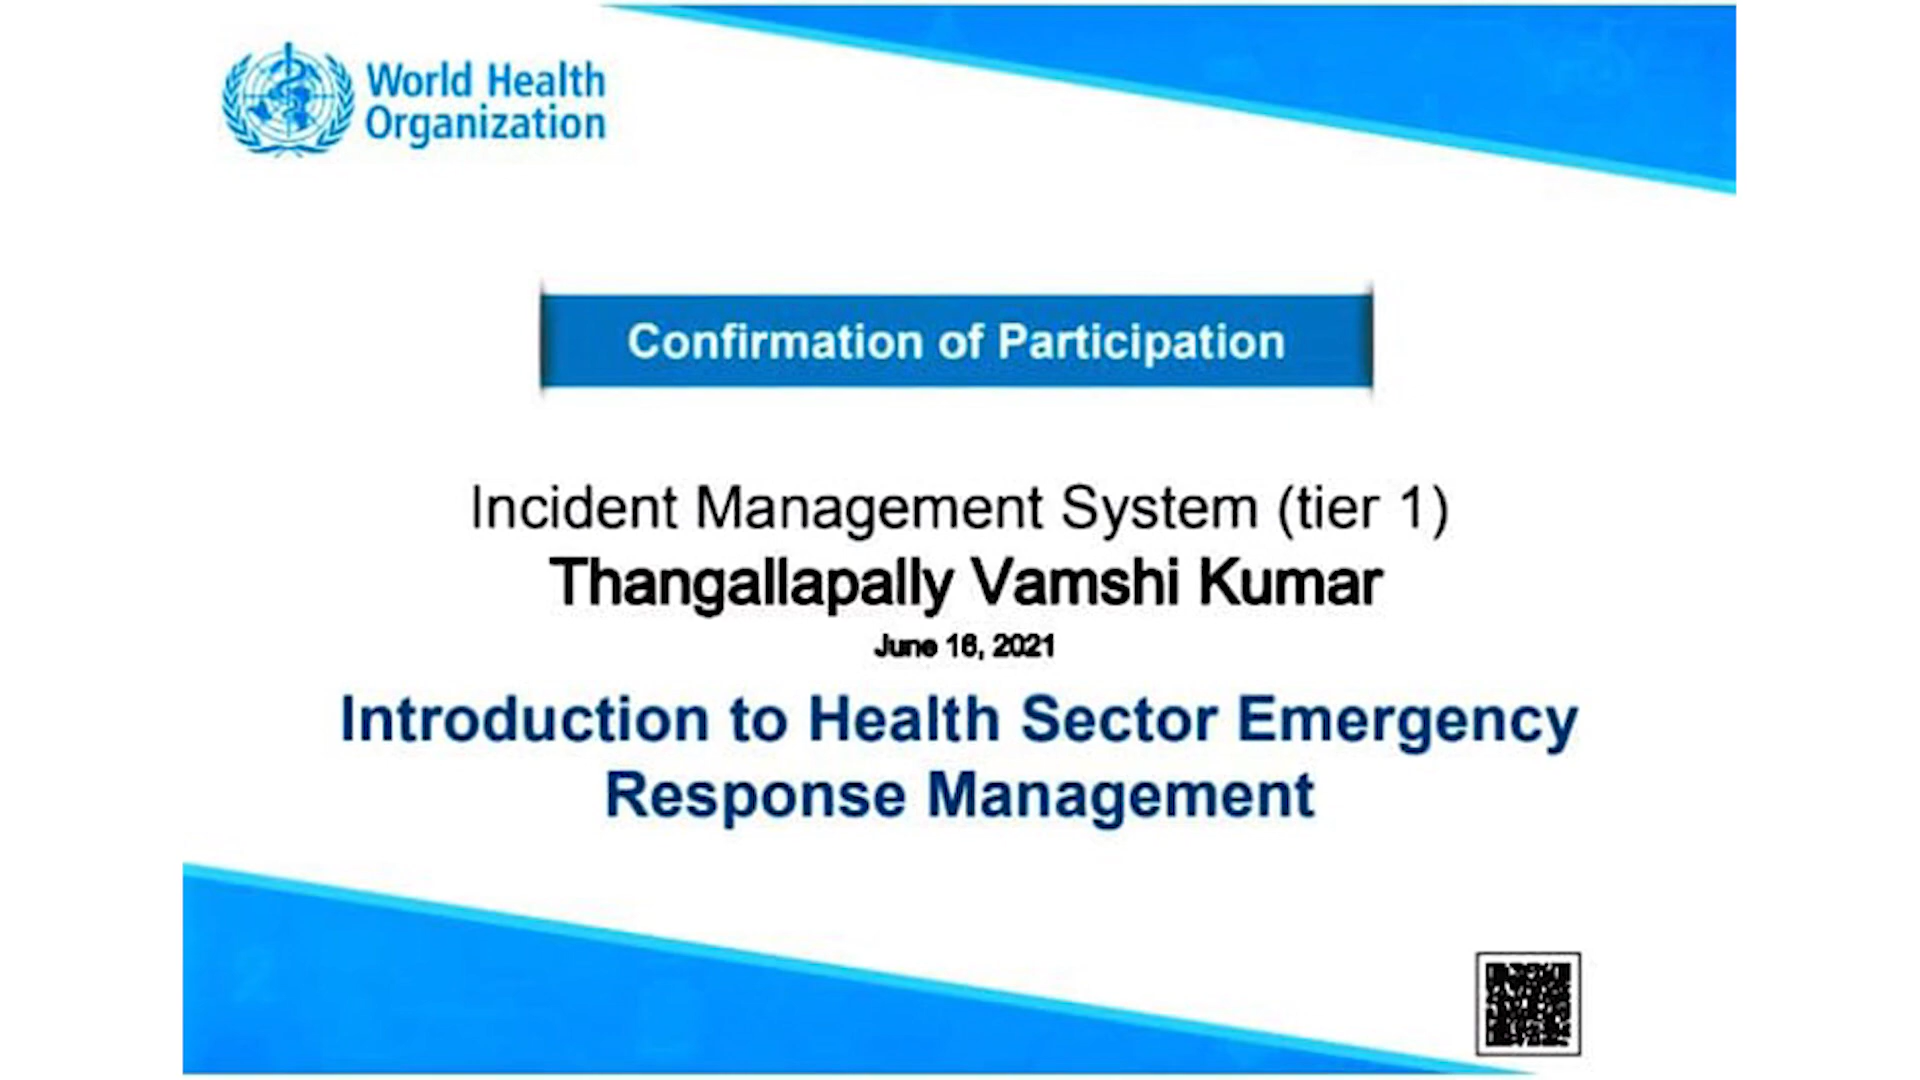 World Health
Organization
Confirmation of Participation
Incident Management System (tier 1)
Thangallapally Vamshi Kumar
June 16, 2021
Introduction to Health Sector Emergency
Response Management